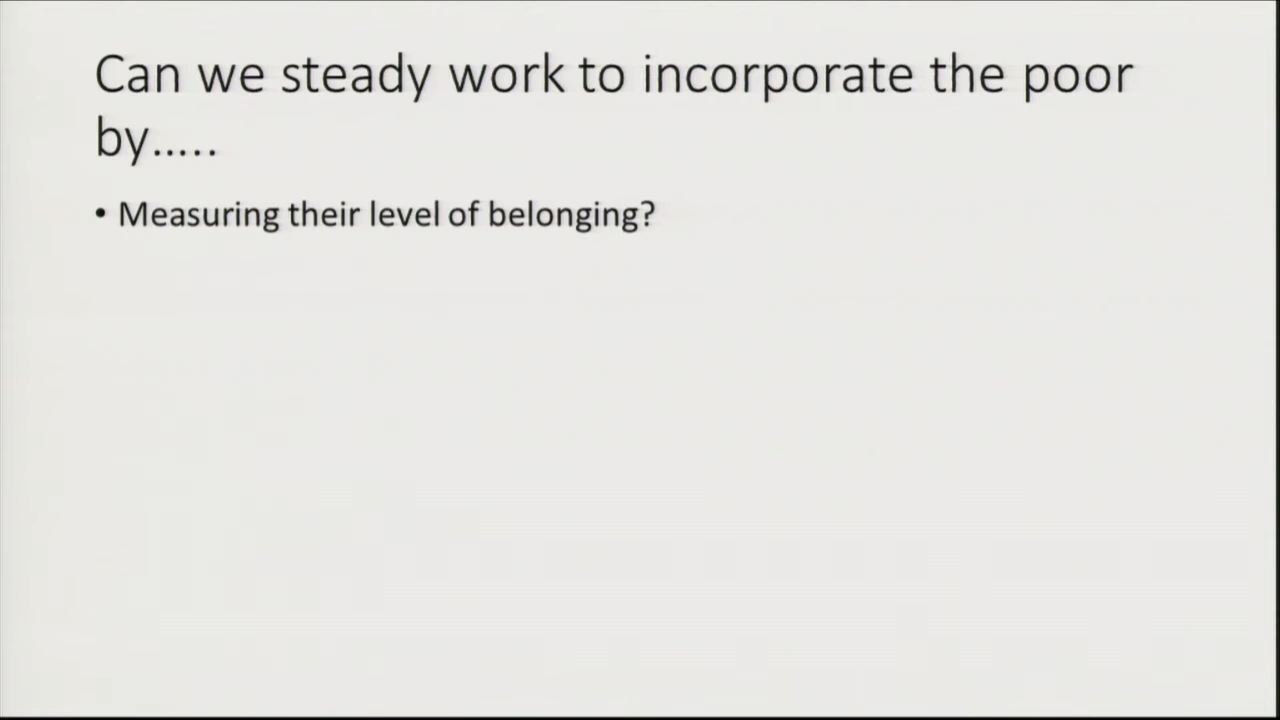 Can we steady work to incorporate the poor
by…..
• Measuring their level of belonging?